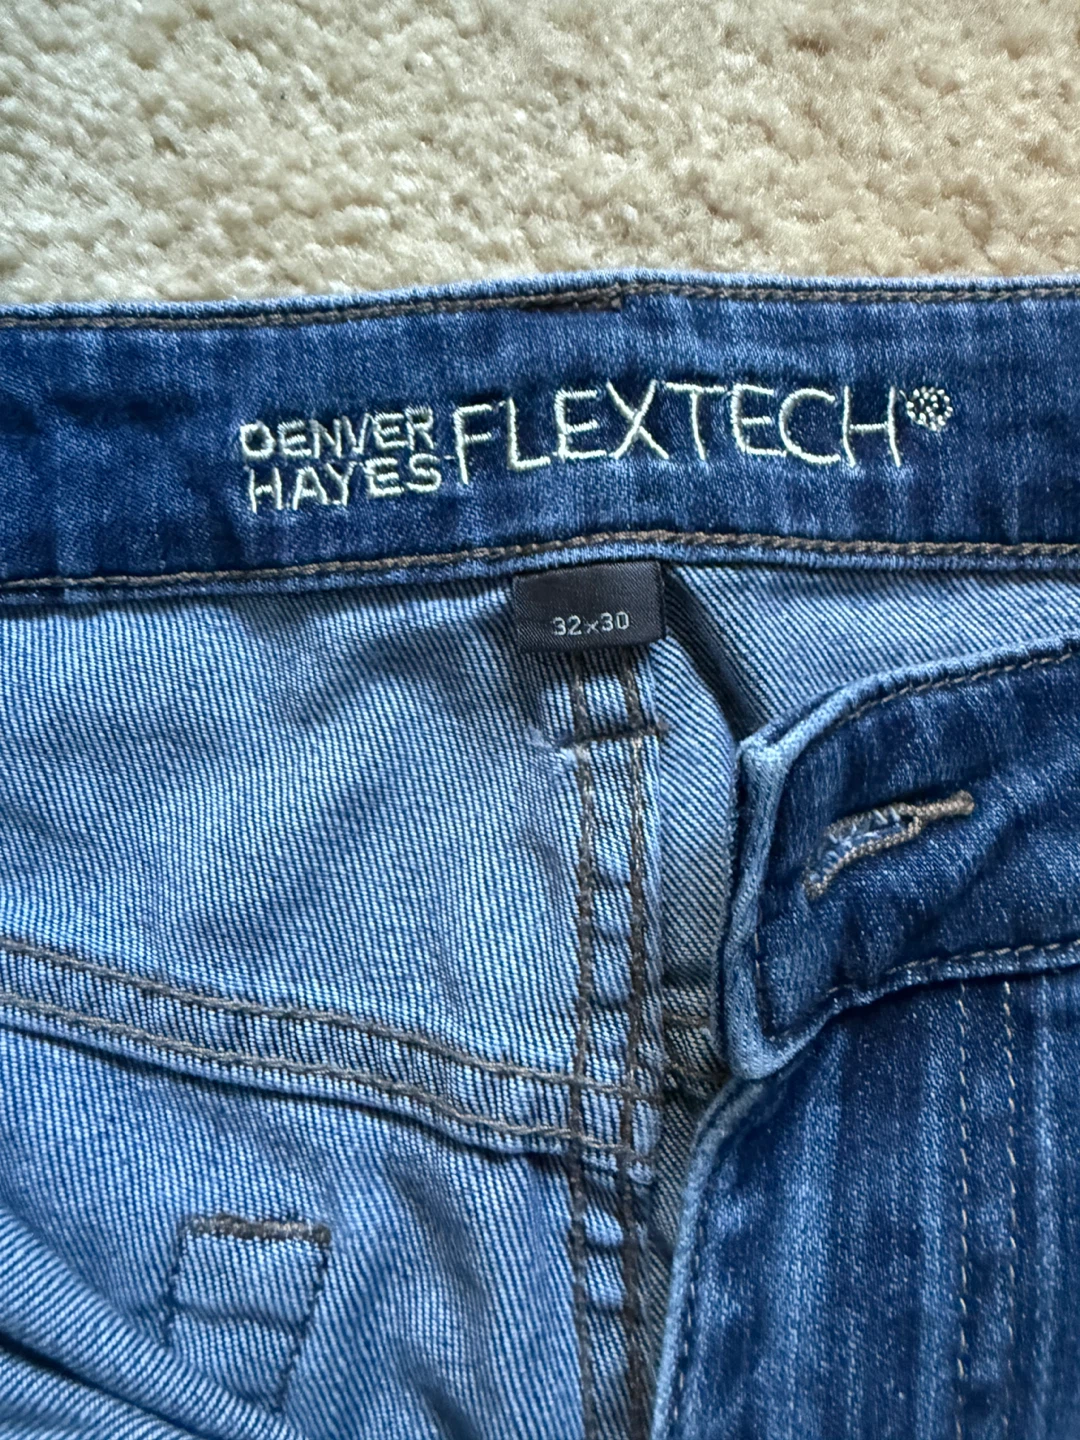 DENVER
HAYES FLEXTECH
32x30